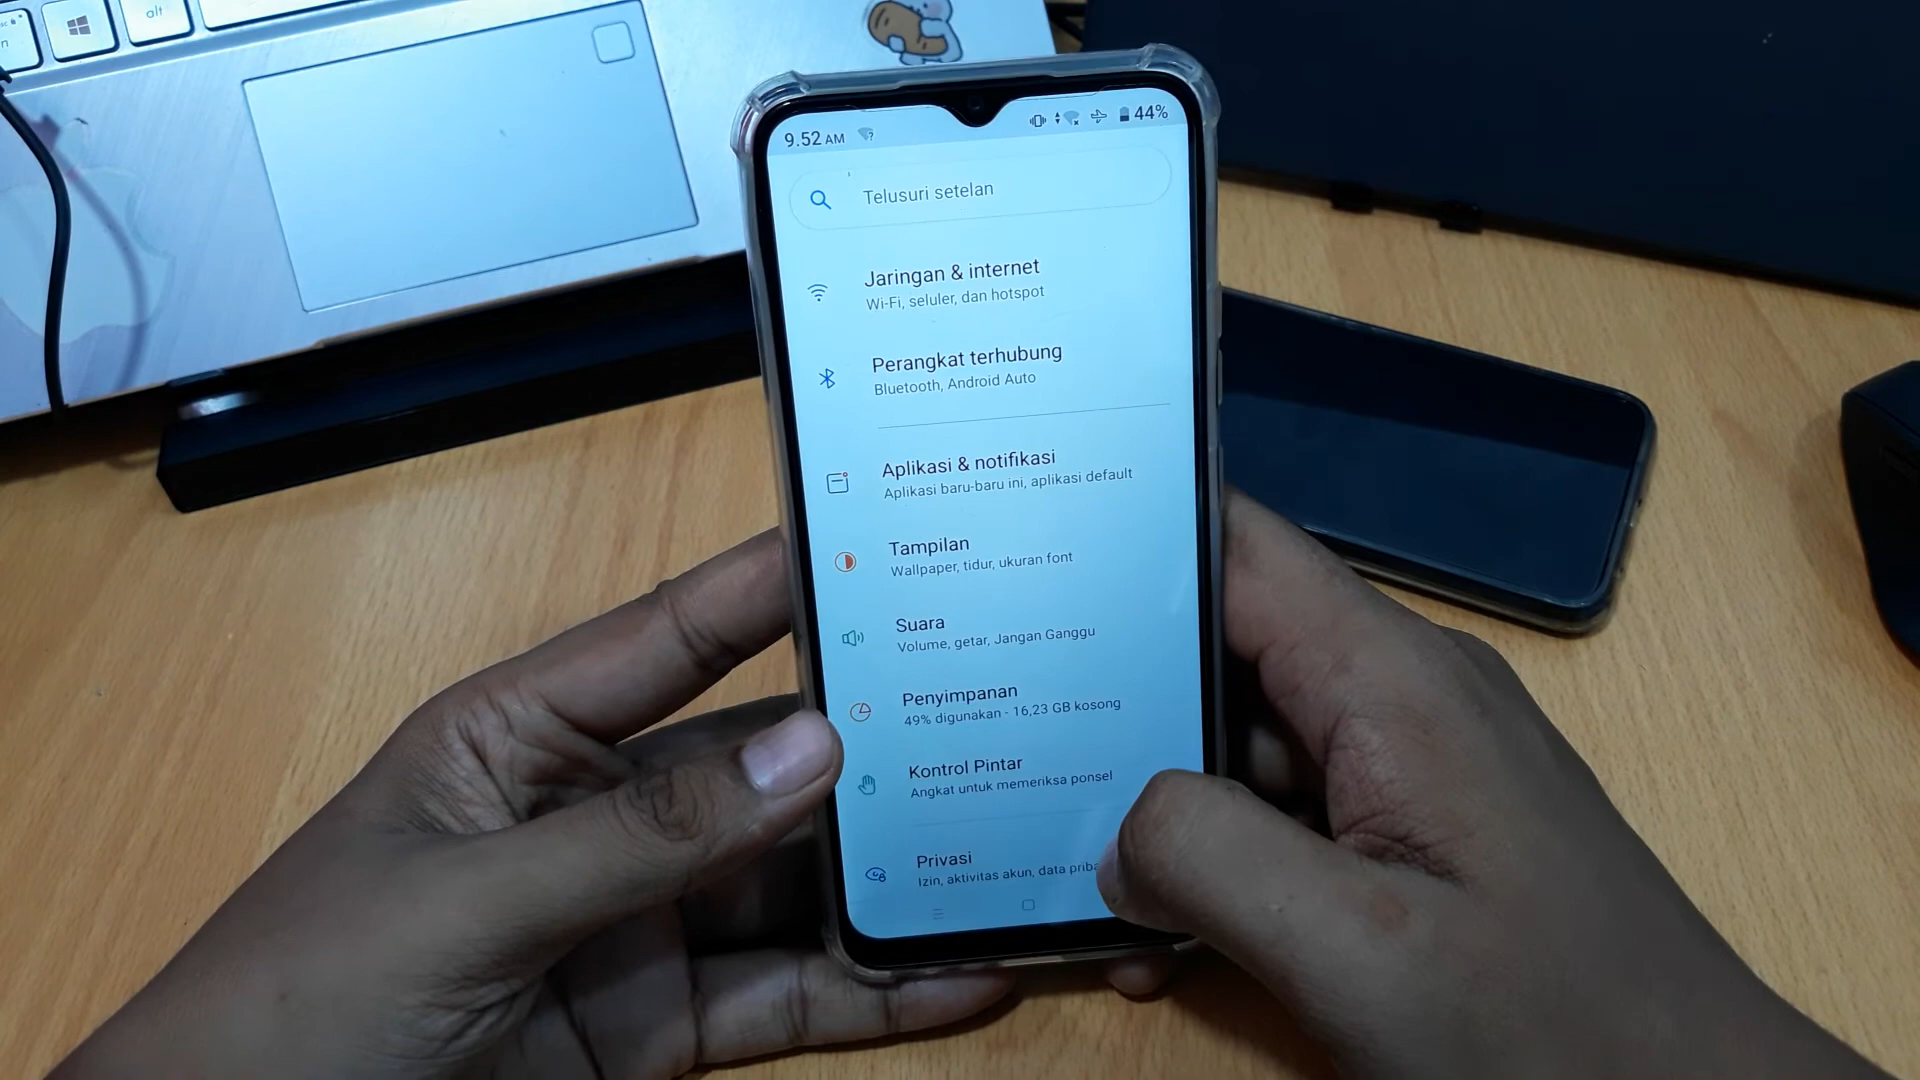 alt
9.52 AM
44%
Telusuri setelan
Jaringan & internet
Wi-Fi, seluler, dan hotspot
Perangkat terhubung
Bluetooth, Android Auto
Aplikasi & notifikasi
Aplikasi baru-baru ini, aplikasi default
Tampilan
Wallpaper, tidur, ukuran font
Suara
Volume, getar, Jangan Ganggu
Penyimpanan
49% digunakan - 16,23 GB kosong
Kontrol Pintar
Angkat untuk memeriksa ponsel
Privasi
Izin, aktivitas akun, data